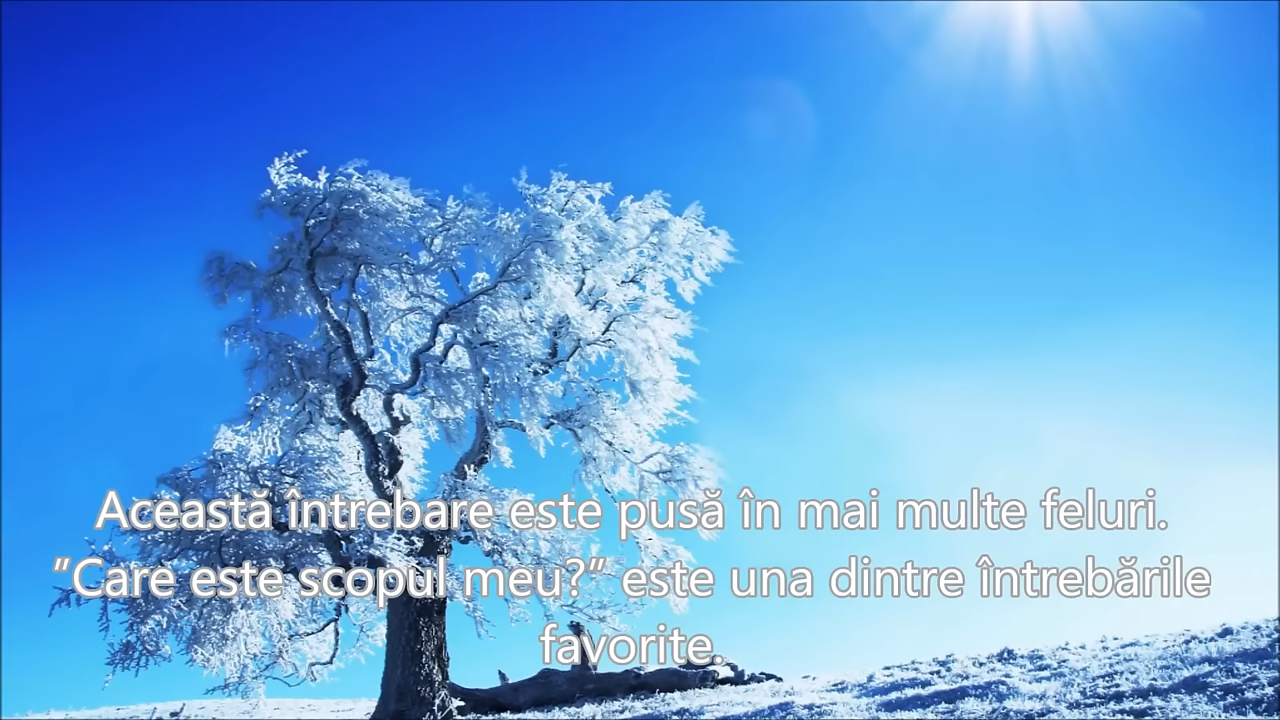 Această întrebare este pusă în mai multe feluri.
”Care este scopul meu?” este una dintre întrebările
favorite.